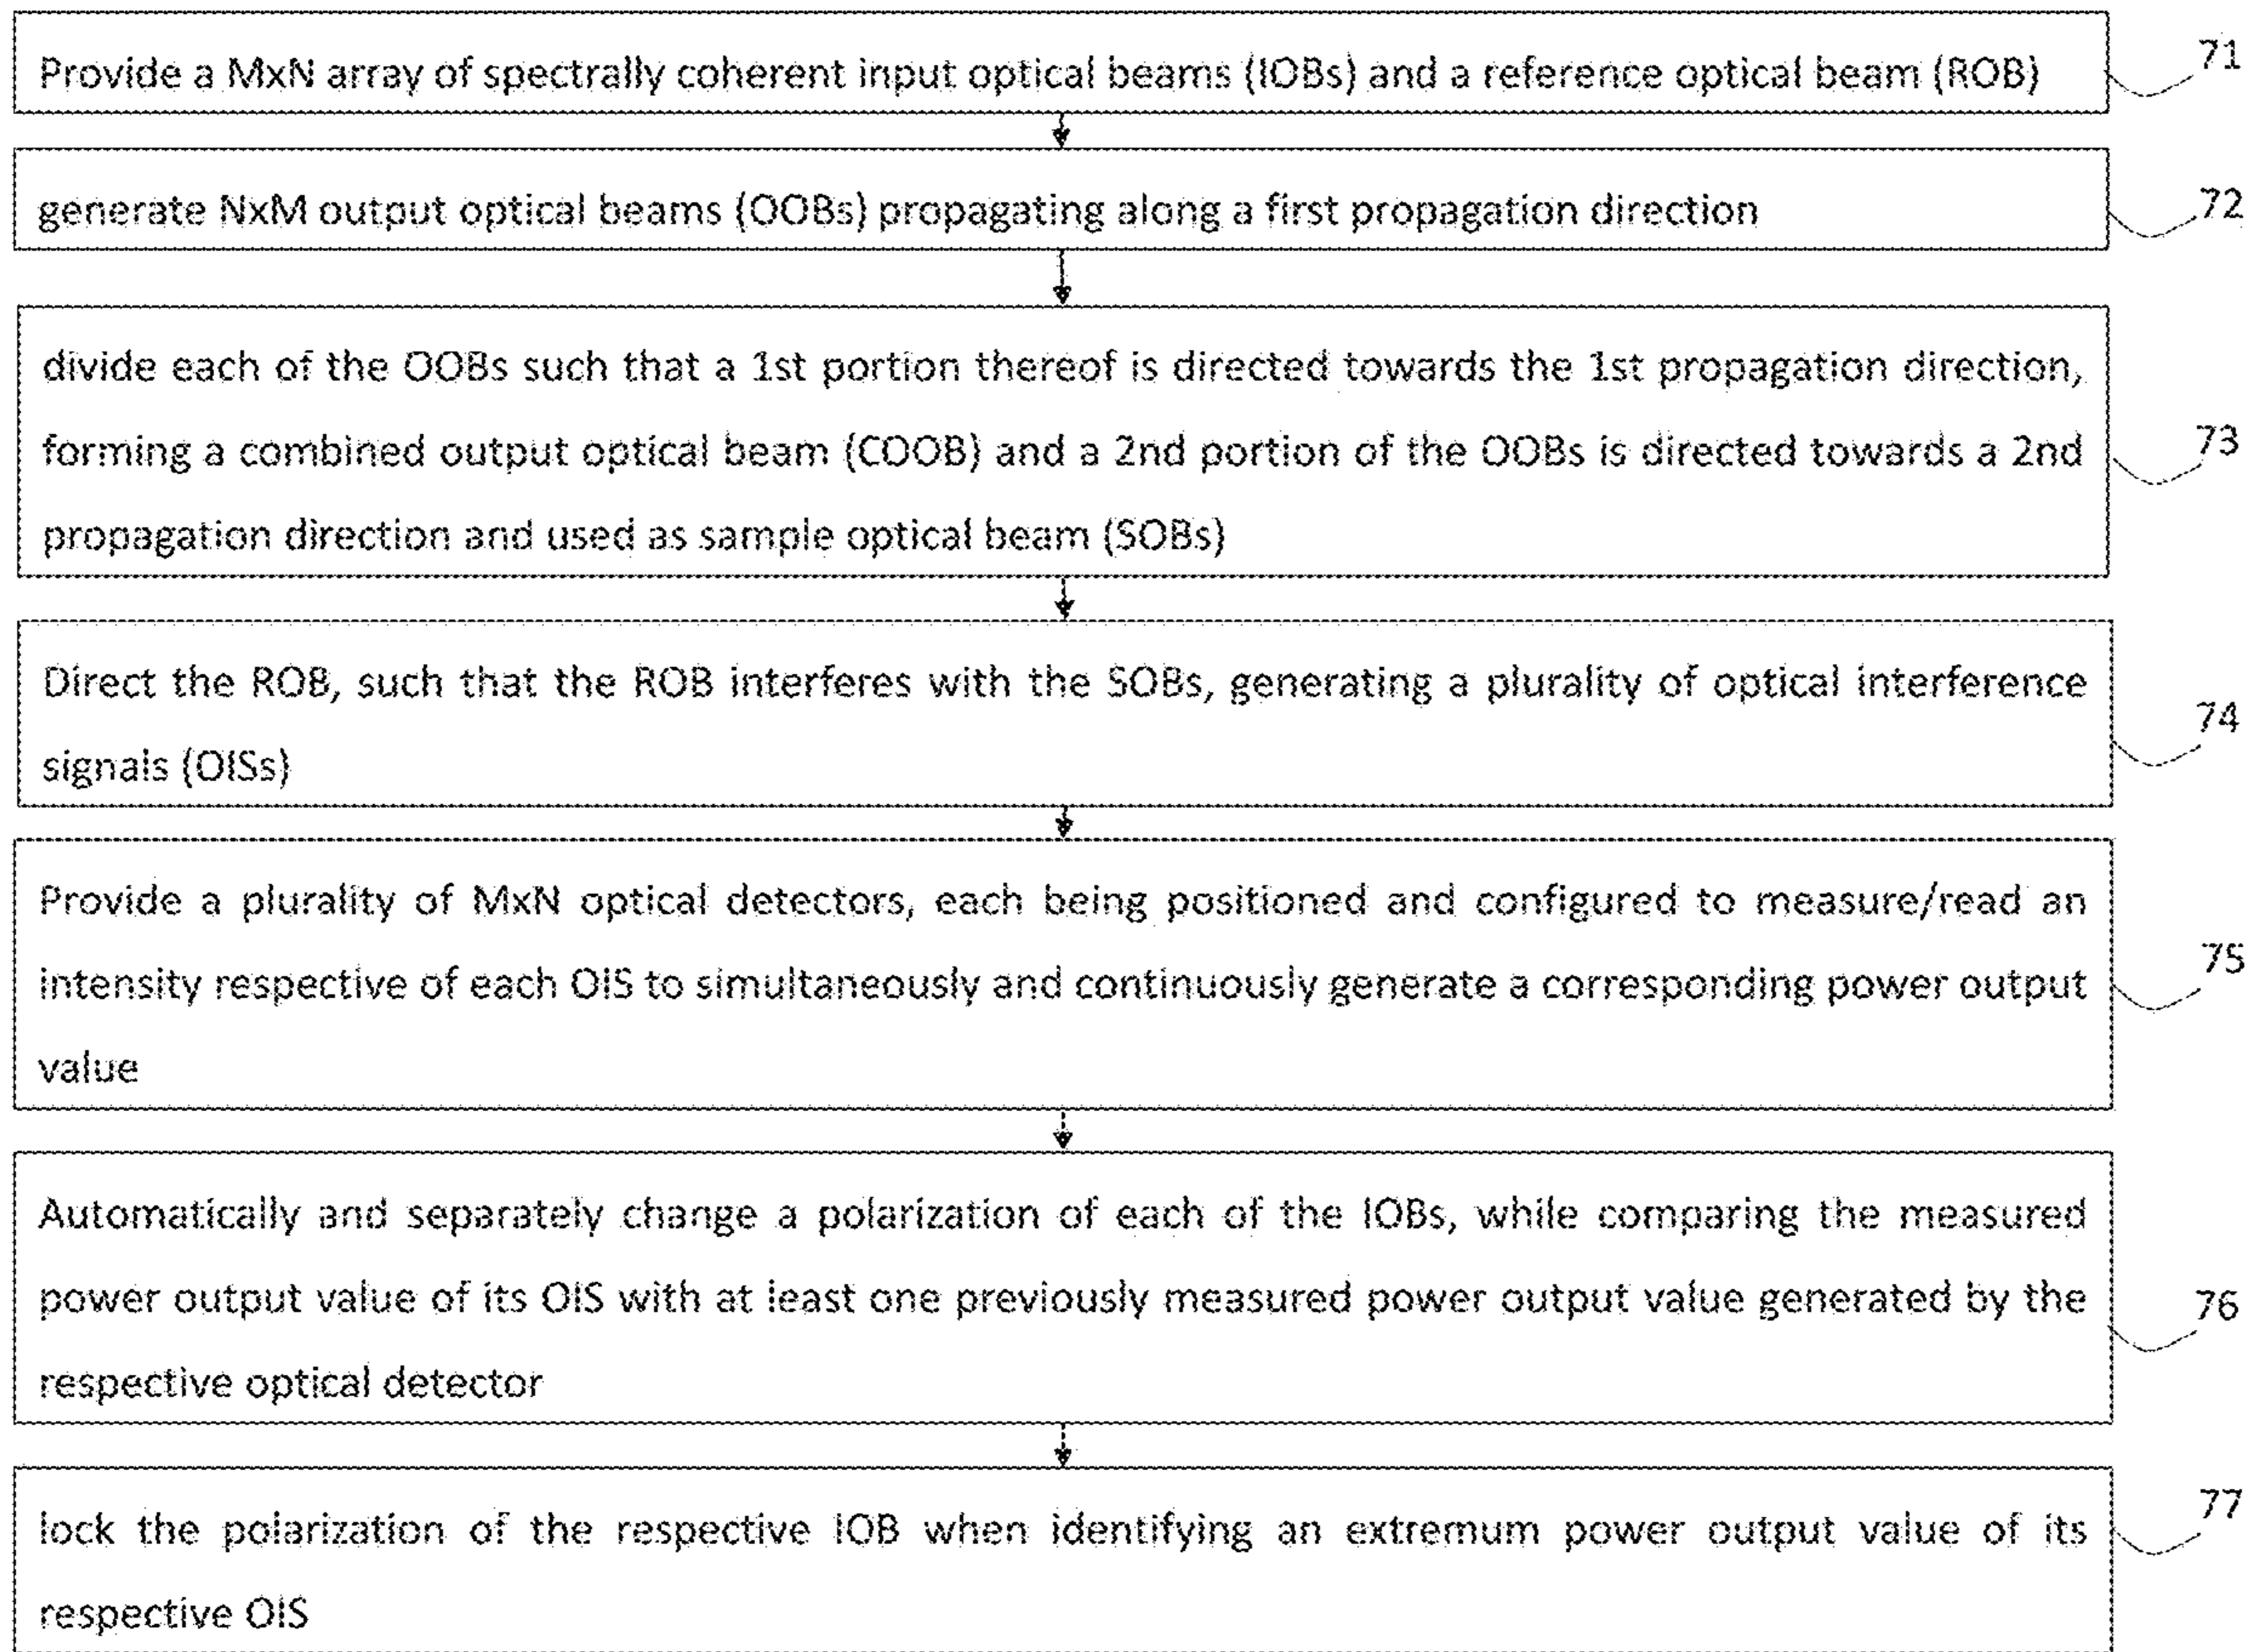 Provide a MxN array of spectrally coherent input optical beams (IOBs) and a reference optical beam (ROB)
71
generate NxM output optical beams (OOBs) propagating along a first propagation direction
72
divide each of the OOBs such that a 1st portion thereof is directed towards the 1st propagation direction,
forming a combined output optical beam (COOB) and a 2nd portion of the OOBs is directed towards a 2nd
73
propagation direction and used as sample optical beam (SOBs)
Direct the ROB, such that the ROB interferes with the SOBs, generating a plurality of optical interference
74
signals (OISs)
Provide a plurality of MxN optical detectors, each being positioned and configured to measure/read an
intensity respective of each OIS to simultaneously and continuously generate a corresponding power output
75
value
Automatically and separately change a polarization of each of the IOBs, while comparing the measured
power output value of its OIS with at least one previously measured power output value generated by the
76
respective optical detector
lock the polarization of the respective IOB when identifying an extremum power output value of its
77
respective OIS